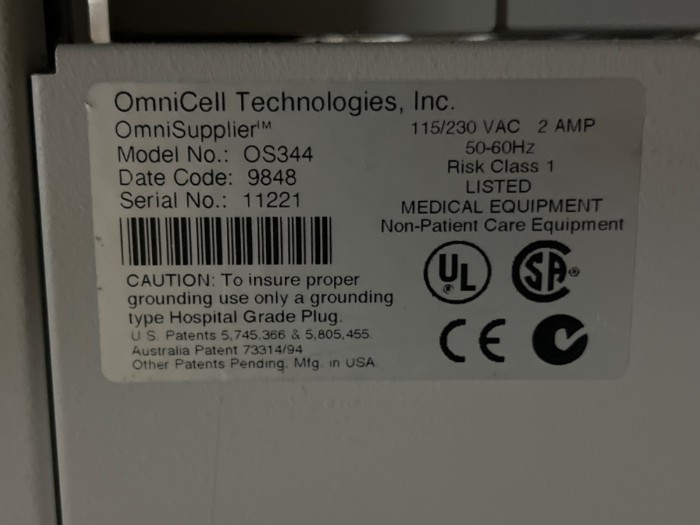 OmniCell Technologies, Inc.
OmniSupplier™
Model No.: OS344
Date Code: 9848
Serial No.: 11221
115/230 VAC 2 AMP
50-60Hz
Risk Class 1
LISTED
MEDICAL EQUIPMENT
Non-Patient Care Equipment
CAUTION: To insure proper
grounding use only a grounding
type Hospital Grade Plug.
U.S. Patents 5,745,366 & 5,805,455.
Australia Patent 73314/94
Other Patents Pending. Mfg. in USA.
UL
SA
CE